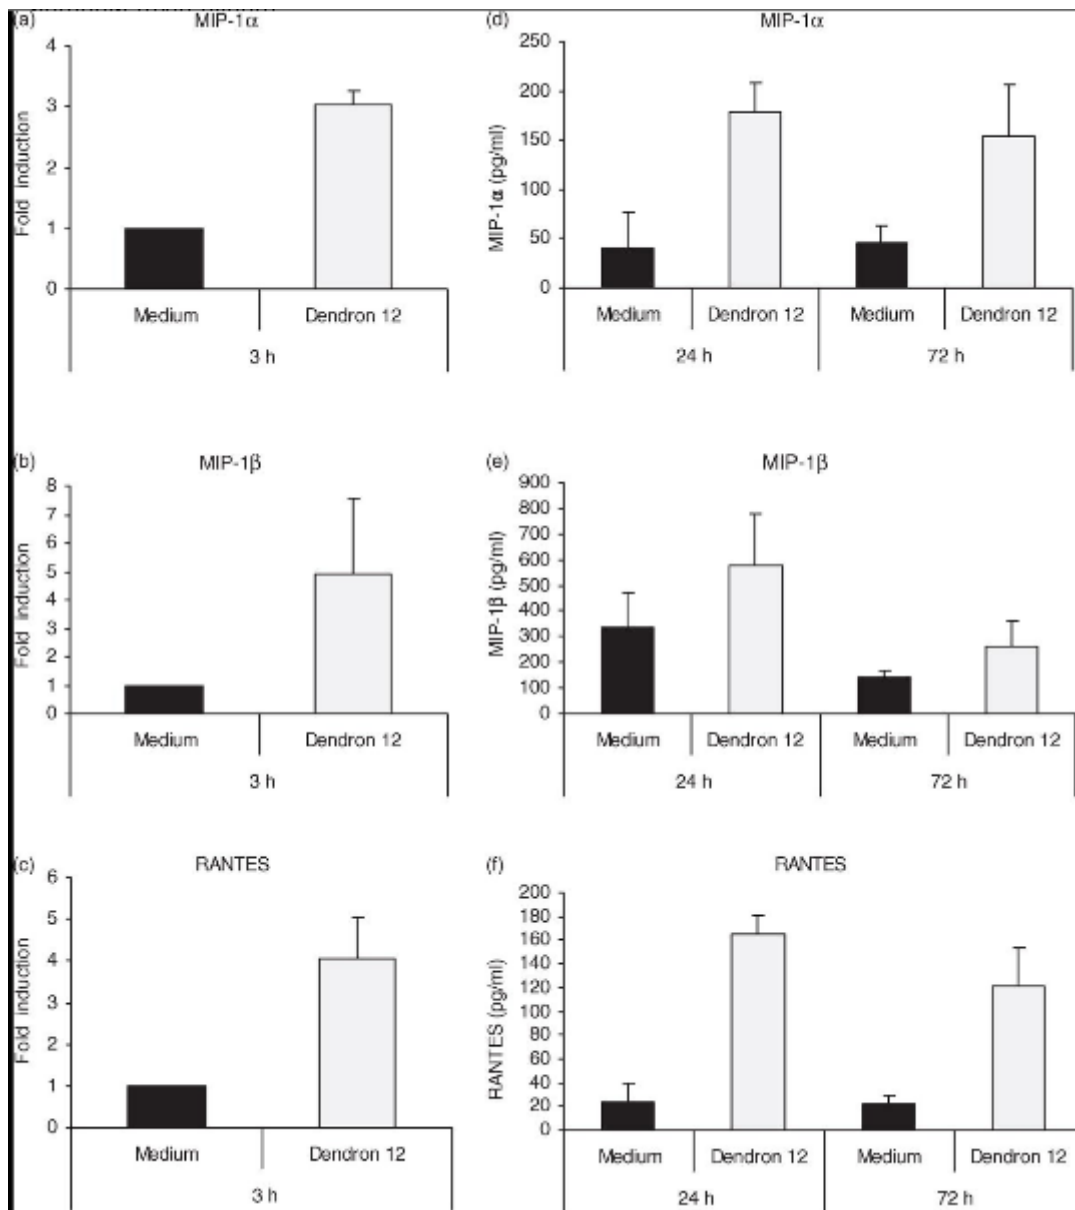 (a)
MIP-1α
4
3
2
1
0
Fold induction
Medium
Dendron 12
3 h
(d)
MIP-1α
250
200
150
100
50
0
MIP-1α (pg/ml)
Medium
Dendron 12
Medium
Dendron 12
24 h
72 h
(b)
MIP-1β
8
7
6
5
4
3
2
1
0
Fold induction
Medium
Dendron 12
3 h
(e)
MIP-1β
900
800
700
600
500
400
300
200
100
0
MIP-1β (pg/ml)
Medium
Dendron 12
Medium
Dendron 12
24 h
72 h
(c)
RANTES
6
5
4
3
2
1
0
Fold induction
Medium
Dendron 12
3 h
(f)
RANTES
200
180
160
140
120
100
80
60
40
20
0
RANTES (pg/ml)
Medium
Dendron 12
Medium
Dendron 12
24 h
72 h